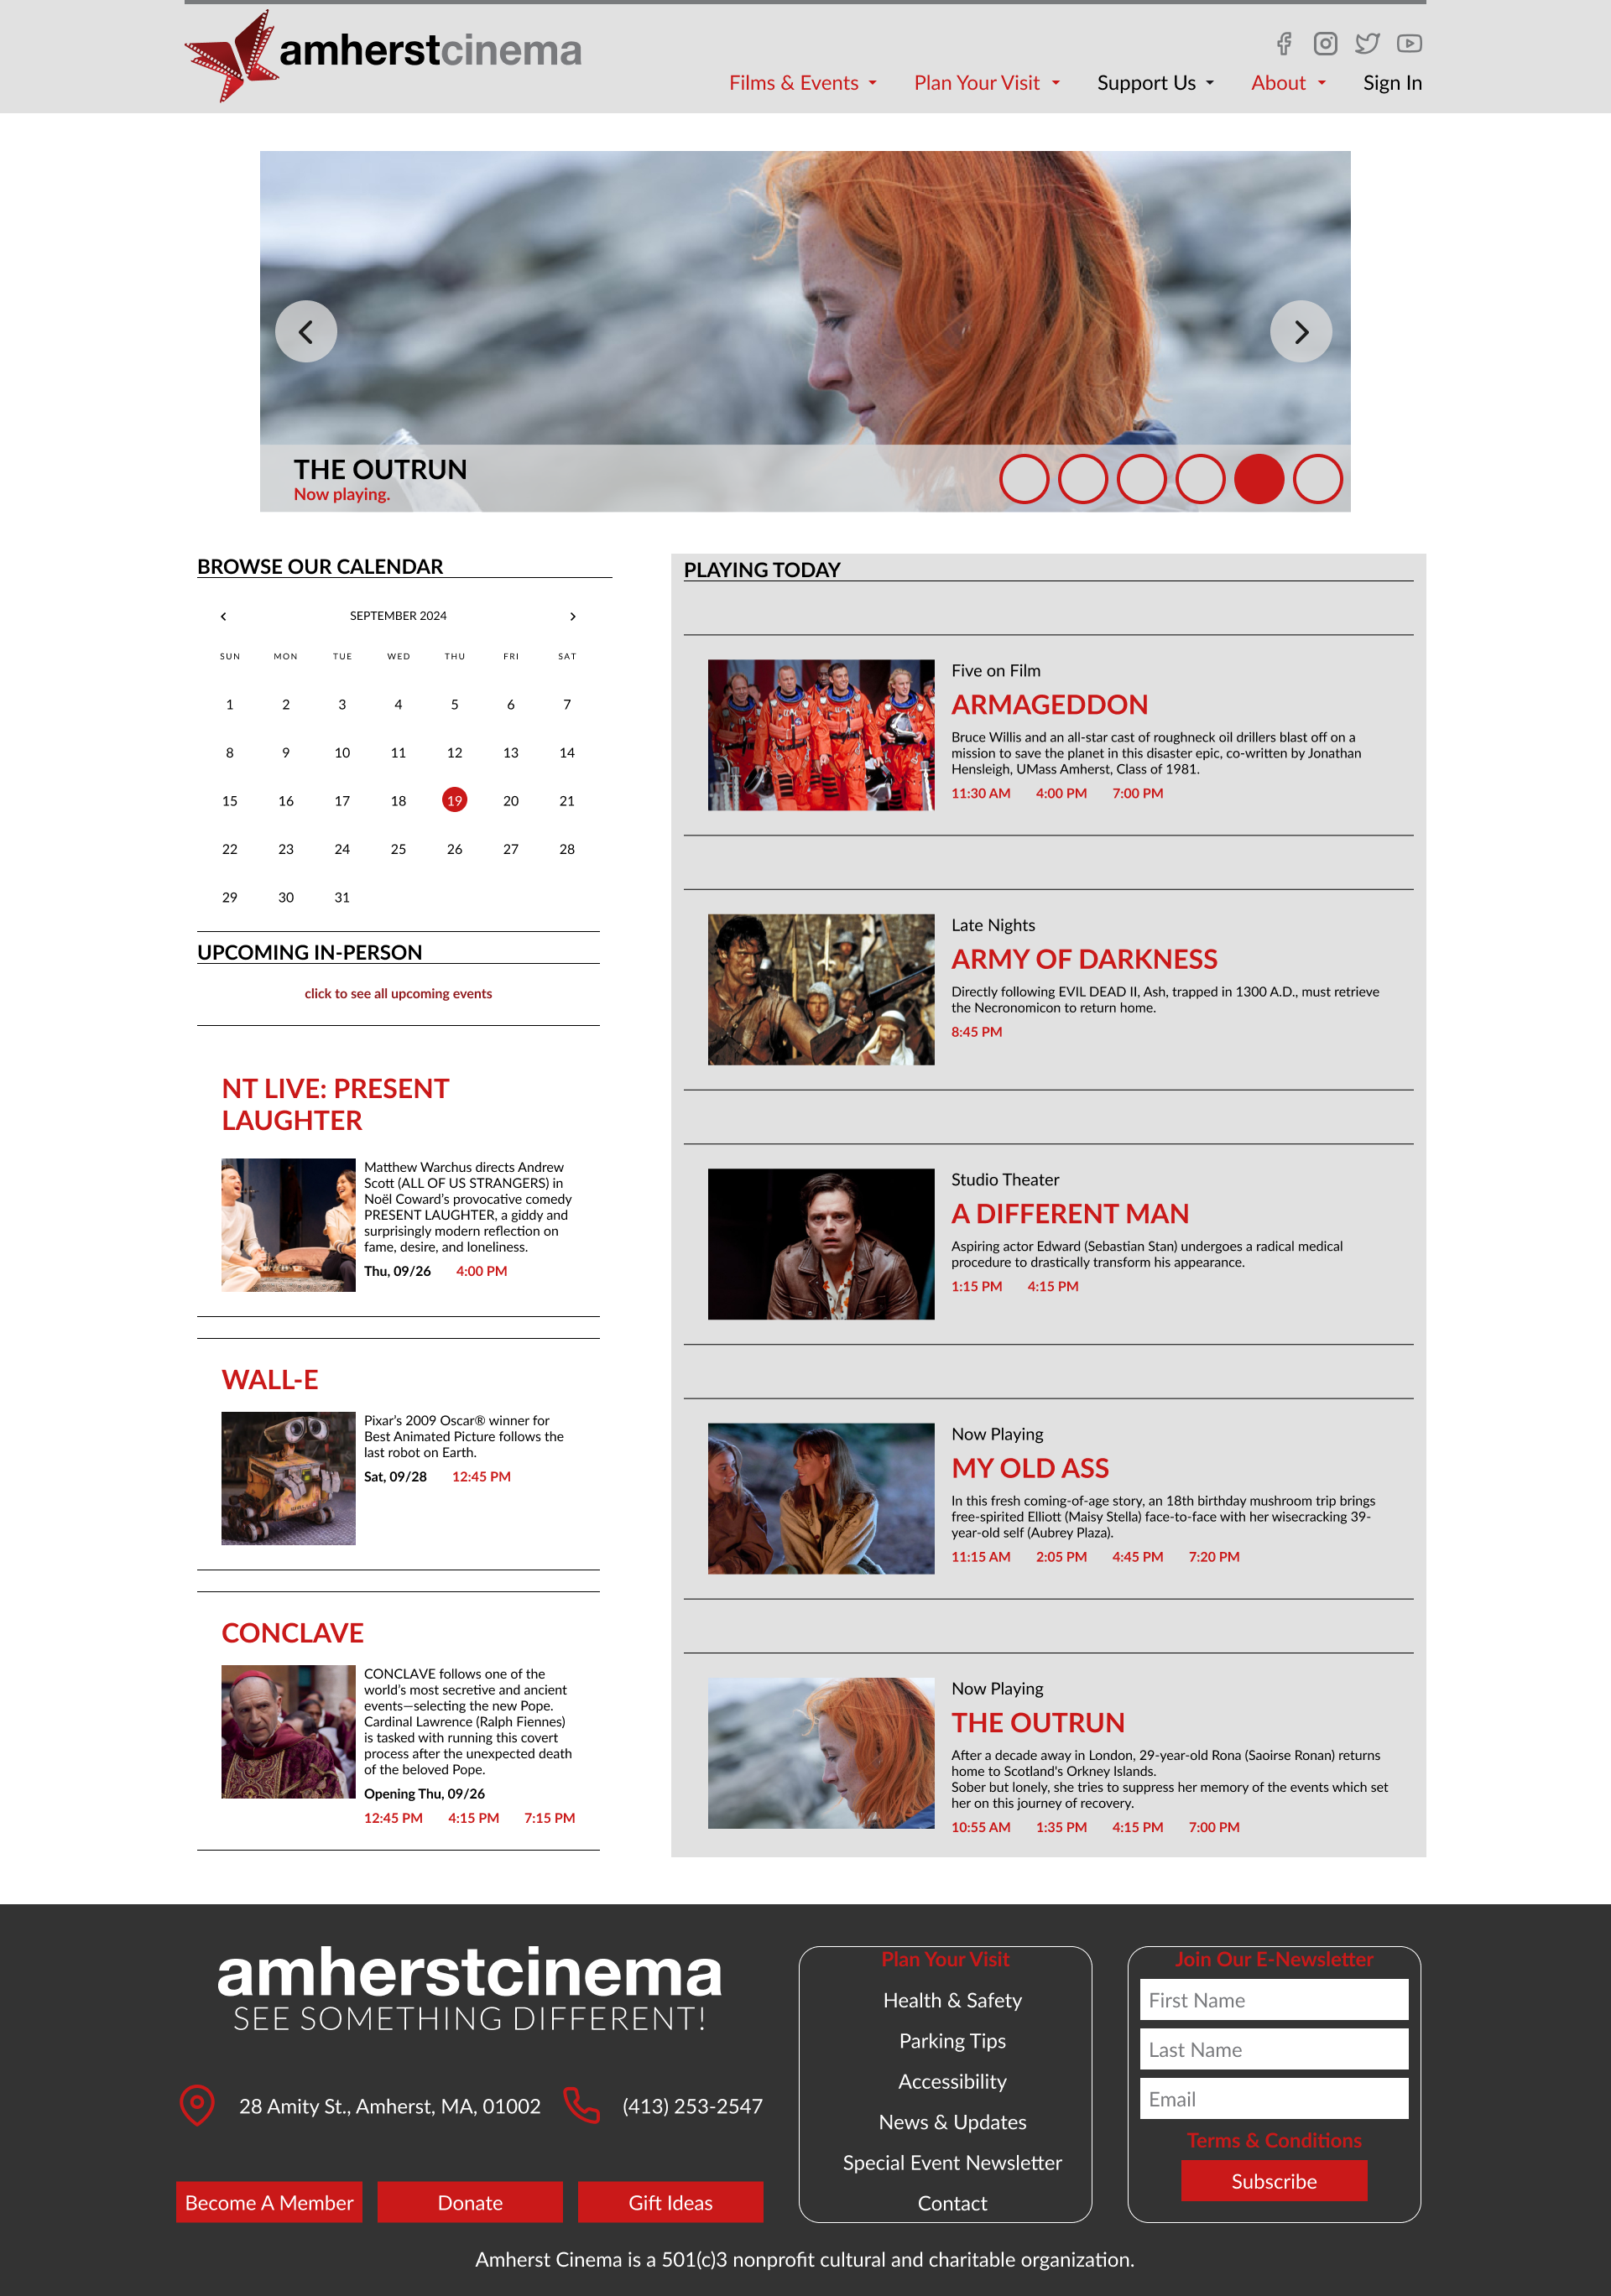 amherstcinema
Films & Events
Plan Your Visit
Support Us
About
Sign In
THE OUTRUN
Now playing.
BROWSE OUR CALENDAR
SEPTEMBER 2024
SUN MON TUE WED THU FRI SAT
1 2 3 4 5 6 7
8 9 10 11 12 13 14
15 16 17 18 19 20 21
22 23 24 25 26 27 28
29 30 31
UPCOMING IN-PERSON
click to see all upcoming events
NT LIVE: PRESENT
LAUGHTER
Matthew Warchus directs Andrew
Scott (ALL OF US STRANGERS) in
Noël Coward's provocative comedy
PRESENT LAUGHTER, a giddy and
surprisingly modern reflection on
fame, desire, and loneliness.
Thu, 09/26 4:00 PM
WALL-E
Pixar's 2009 Oscar® winner for
Best Animated Picture follows the
last robot on Earth.
Sat, 09/28 12:45 PM
CONCLAVE
CONCLAVE follows one of the
world's most secretive and ancient
events—selecting the new Pope.
Cardinal Lawrence (Ralph Fiennes)
is tasked with running this covert
process after the unexpected death
of the beloved Pope.
Opening Thu, 09/26
12:45 PM 4:15 PM 7:15 PM
PLAYING TODAY
Five on Film
ARMAGEDDON
Bruce Willis and an all-star cast of roughneck oil drillers blast off on a
mission to save the planet in this disaster epic, co-written by Jonathan
Hensleigh, UMass Amherst, Class of 1981.
11:30 AM 4:00 PM 7:00 PM
Late Nights
ARMY OF DARKNESS
Directly following EVIL DEAD II, Ash, trapped in 1300 A.D., must retrieve
the Necronomicon to return home.
8:45 PM
Studio Theater
A DIFFERENT MAN
Aspiring actor Edward (Sebastian Stan) undergoes a radical medical
procedure to drastically transform his appearance.
1:15 PM 4:15 PM
Now Playing
MY OLD ASS
In this fresh coming-of-age story, an 18th birthday mushroom trip brings
free-spirited Elliott (Maisy Stella) face-to-face with her wisecracking 39-
year-old self (Aubrey Plaza).
11:15 AM 2:05 PM 4:45 PM 7:20 PM
Now Playing
THE OUTRUN
After a decade away in London, 29-year-old Rona (Saoirse Ronan) returns
home to Scotland's Orkney Islands.
Sober but lonely, she tries to suppress her memory of the events which set
her on this journey of recovery.
10:55 AM 1:35 PM 4:15 PM 7:00 PM
amherstcinema
SEE SOMETHING DIFFERENT!
28 Amity St., Amherst, MA, 01002
(413) 253-2547
Become A Member
Donate
Gift Ideas
Plan Your Visit
Health & Safety
Parking Tips
Accessibility
News & Updates
Special Event Newsletter
Contact
Join Our E-Newsletter
First Name
Last Name
Email
Terms & Conditions
Subscribe
Amherst Cinema is a 501(c)3 nonprofit cultural and charitable organization.